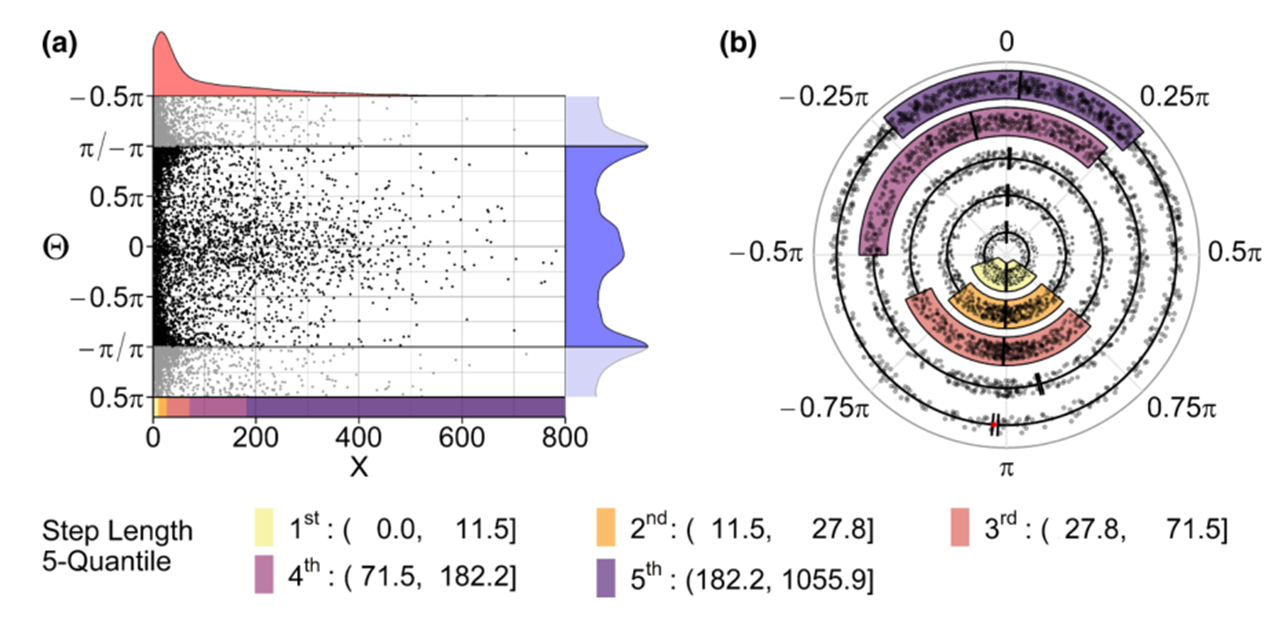 (a)
−0.5π
π/−π
0.5π
0
−0.5π
−π/π
0.5π
Θ
0 200 400 600 800
X
(b)
0
−0.25π 0.25π
−0.5π 0.5π
−0.75π 0.75π
π
Step Length
5-Quantile
1st : ( 0.0, 11.5]
2nd : ( 11.5, 27.8]
3rd : ( 27.8, 71.5]
4th : ( 71.5, 182.2]
5th : (182.2, 1055.9]